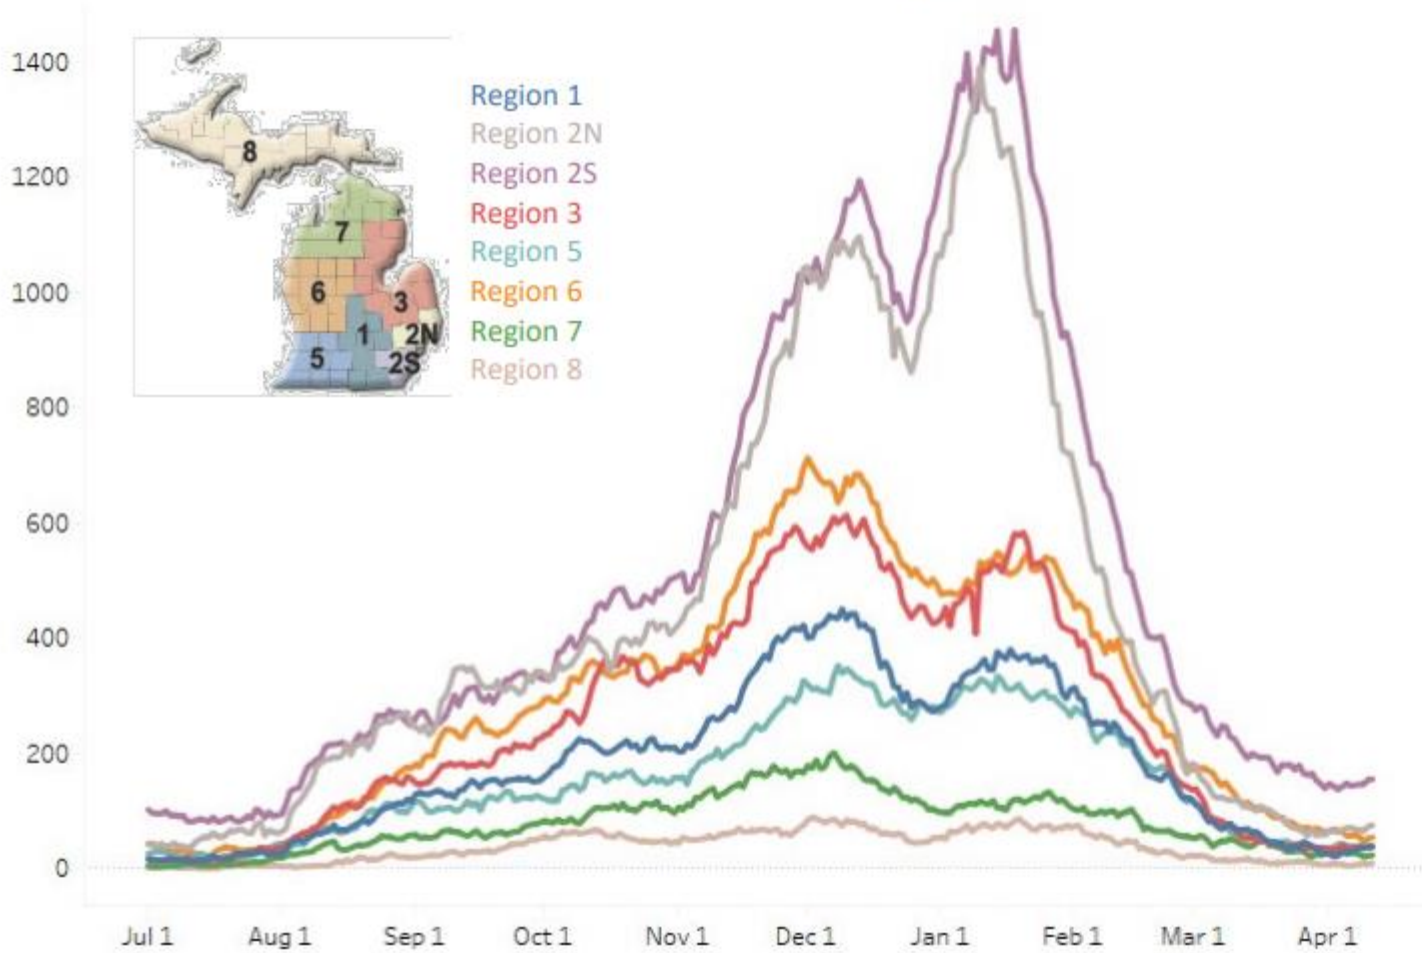 1400
1200
1000
800
600
400
200
0
8
7
6
3
1
2N
5
2S
Region 1
Region 2N
Region 2S
Region 3
Region 5
Region 6
Region 7
Region 8
Jul 1 Aug 1 Sep 1 Oct 1 Nov 1 Dec 1 Jan 1 Feb 1 Mar 1 Apr 1